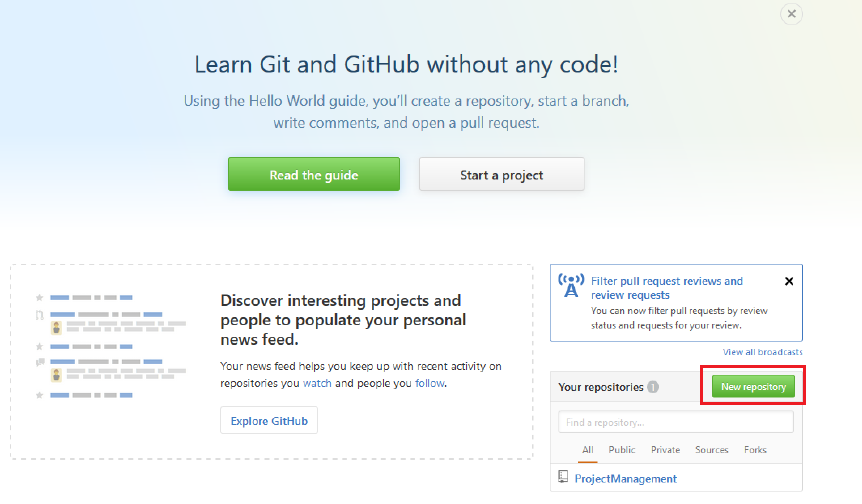 Learn Git and GitHub without any code!
Using the Hello World guide, you'll create a repository, start a branch,
write comments, and open a pull request.
Read the guide
Start a project
Discover interesting projects and
people to populate your personal
news feed.
Your news feed helps you keep up with recent activity on
repositories you watch and people you follow.
Explore GitHub
Filter pull request reviews and
review requests
You can now filter pull requests by review
status and requests for your review.
View all broadcasts
Your repositories 1
New repository
Find a repository...
All Public Private Sources Forks
ProjectManagement